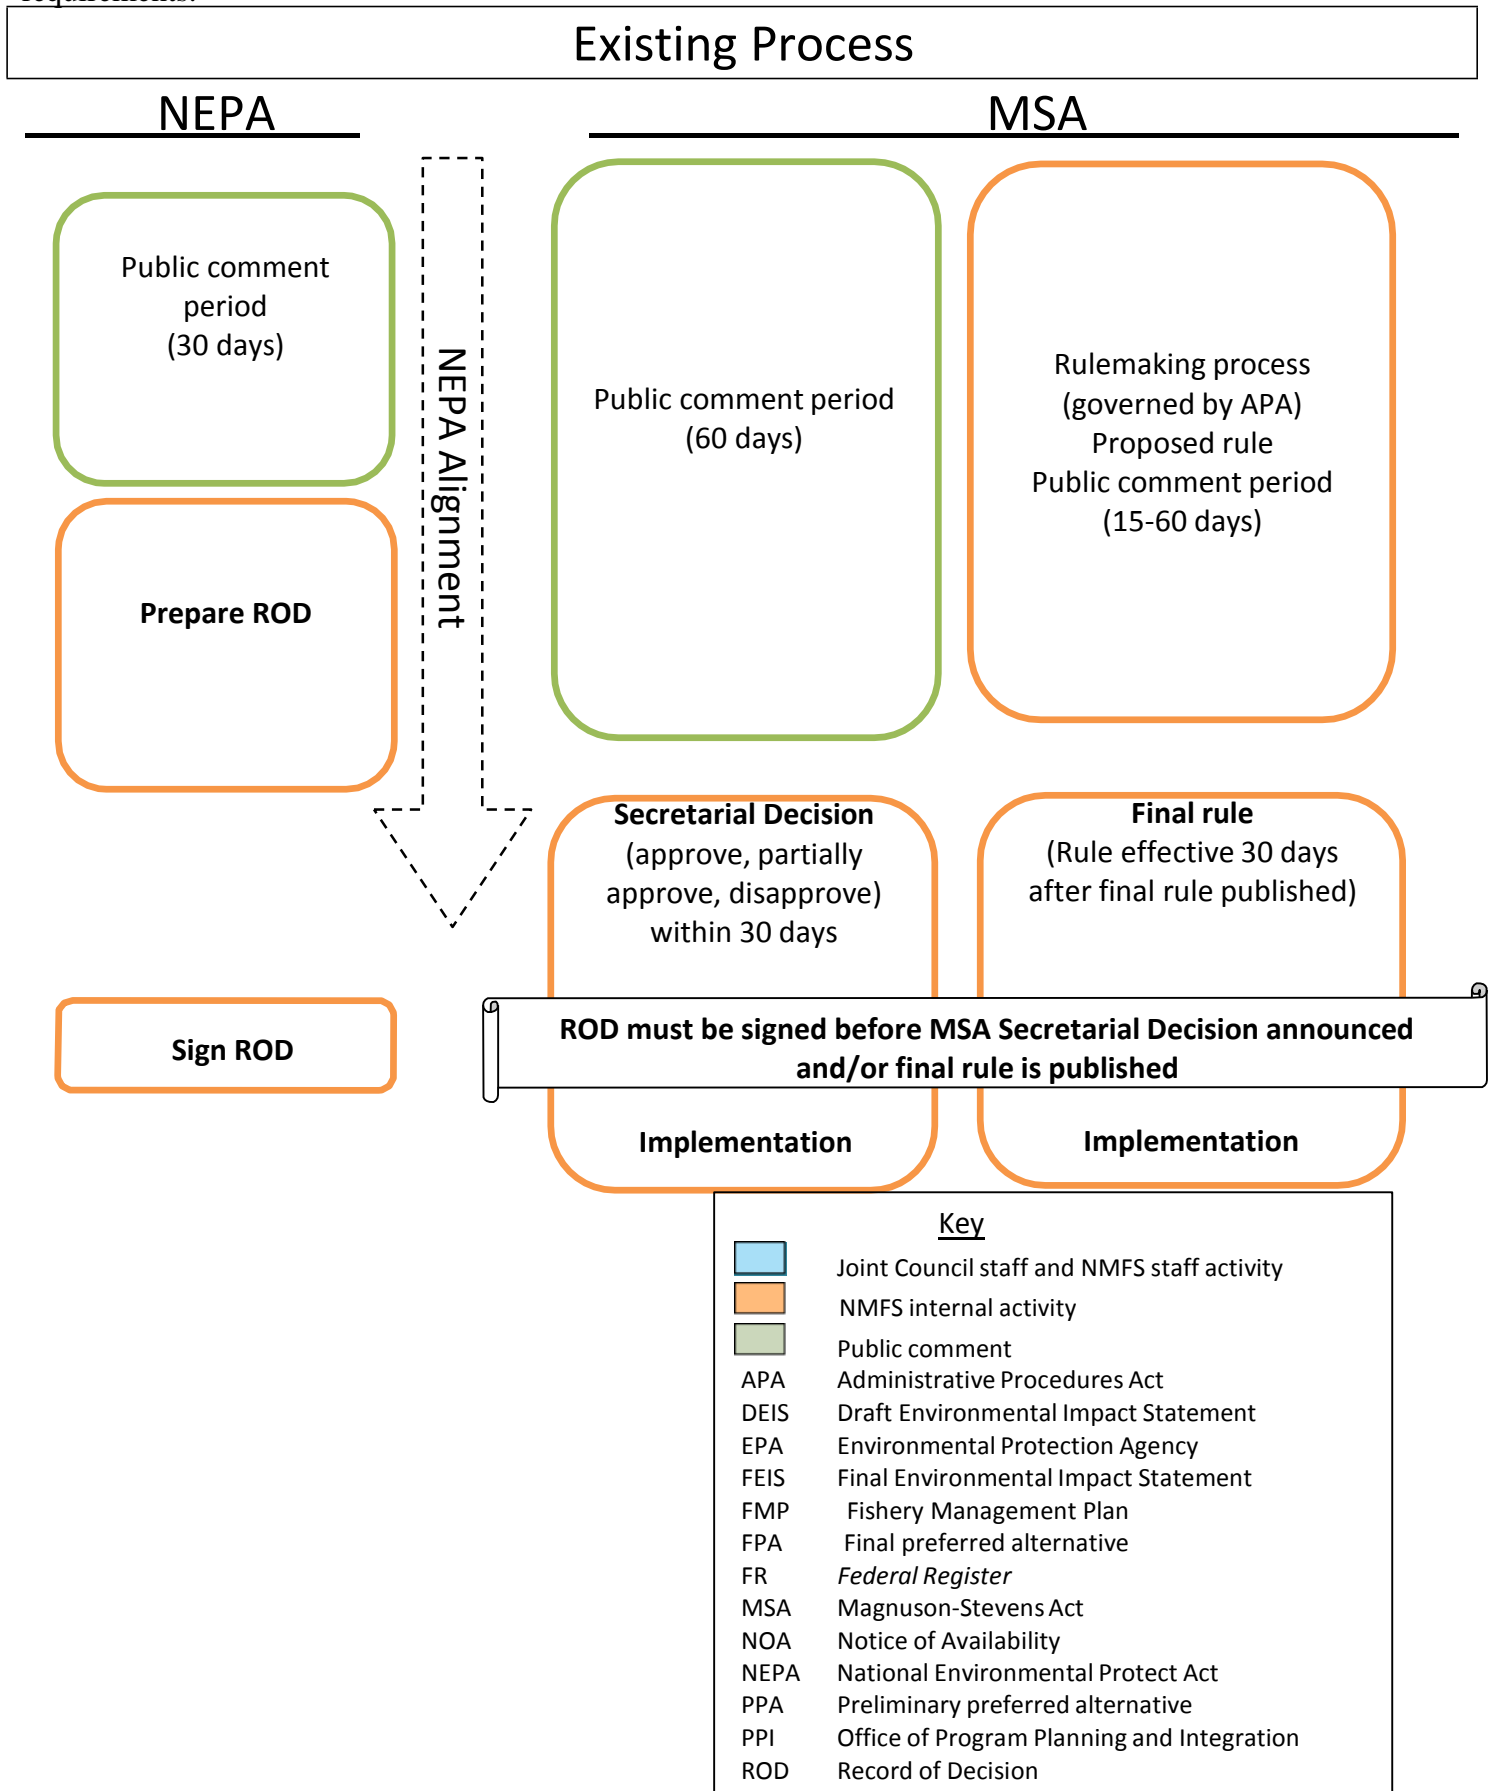 requirements.
Existing Process
NEPA
MSA
Public comment
period
(30 days)
Prepare ROD
Sign ROD
NEPA Alignment
Public comment period
(60 days)
Rulemaking process
(governed by APA)
Proposed rule
Public comment period
(15-60 days)
Secretarial Decision
(approve, partially
approve, disapprove)
within 30 days
Final rule
(Rule effective 30 days
after final rule published)
ROD must be signed before MSA Secretarial Decision announced
and/or final rule is published
Implementation
Implementation
Key
Joint Council staff and NMFS staff activity
NMFS internal activity
Public comment
APA Administrative Procedures Act
DEIS Draft Environmental Impact Statement
EPA Environmental Protection Agency
FEIS Final Environmental Impact Statement
FMP Fishery Management Plan
FPA Final preferred alternative
FR Federal Register
MSA Magnuson-Stevens Act
NOA Notice of Availability
NEPA National Environmental Protect Act
PPA Preliminary preferred alternative
PPI Office of Program Planning and Integration
ROD Record of Decision